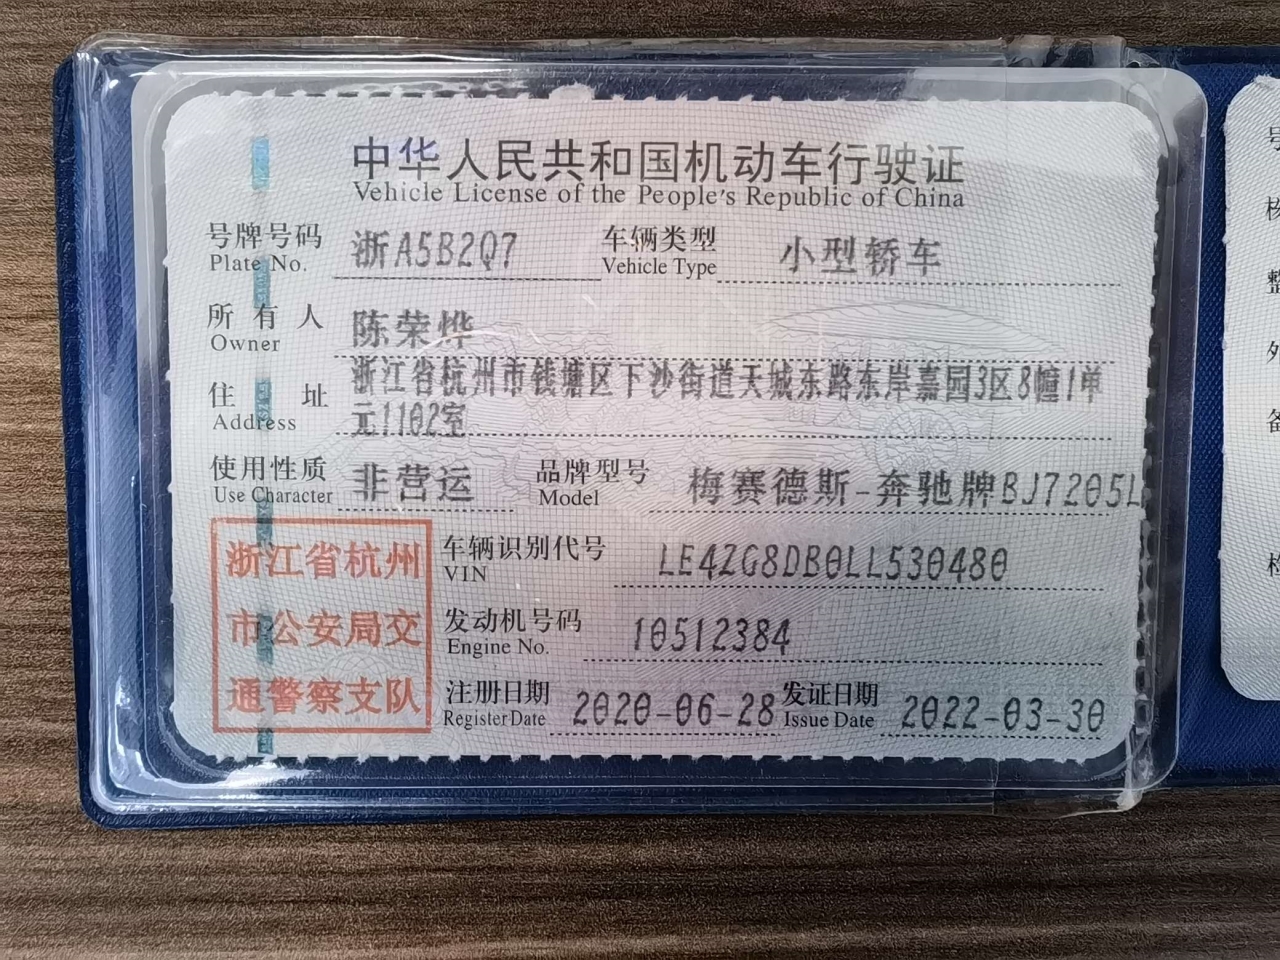 中华人民共和国机动车行驶证
Vehicle License of the People's Republic of China
号牌号码 浙A5B2Q7 车辆类型 小型轿车
Plate No. Vehicle Type
所有人 陈荣烨
Owner
浙江省杭州市钱塘区下沙街道天城东路东岸嘉园3区8幢1单
住址 元1102室
Address
使用性质 非营运 品牌型号 梅赛德斯-奔驰牌BJ7205L
Use Character Model
浙江省杭州
市公安局交
通警察支队
车辆识别代号 LE4ZG8DB0LL530480
VIN
发动机号码 10512384
Engine No.
注册日期 2020-06-28 发证日期 2022-03-30
Register Date Issue Date